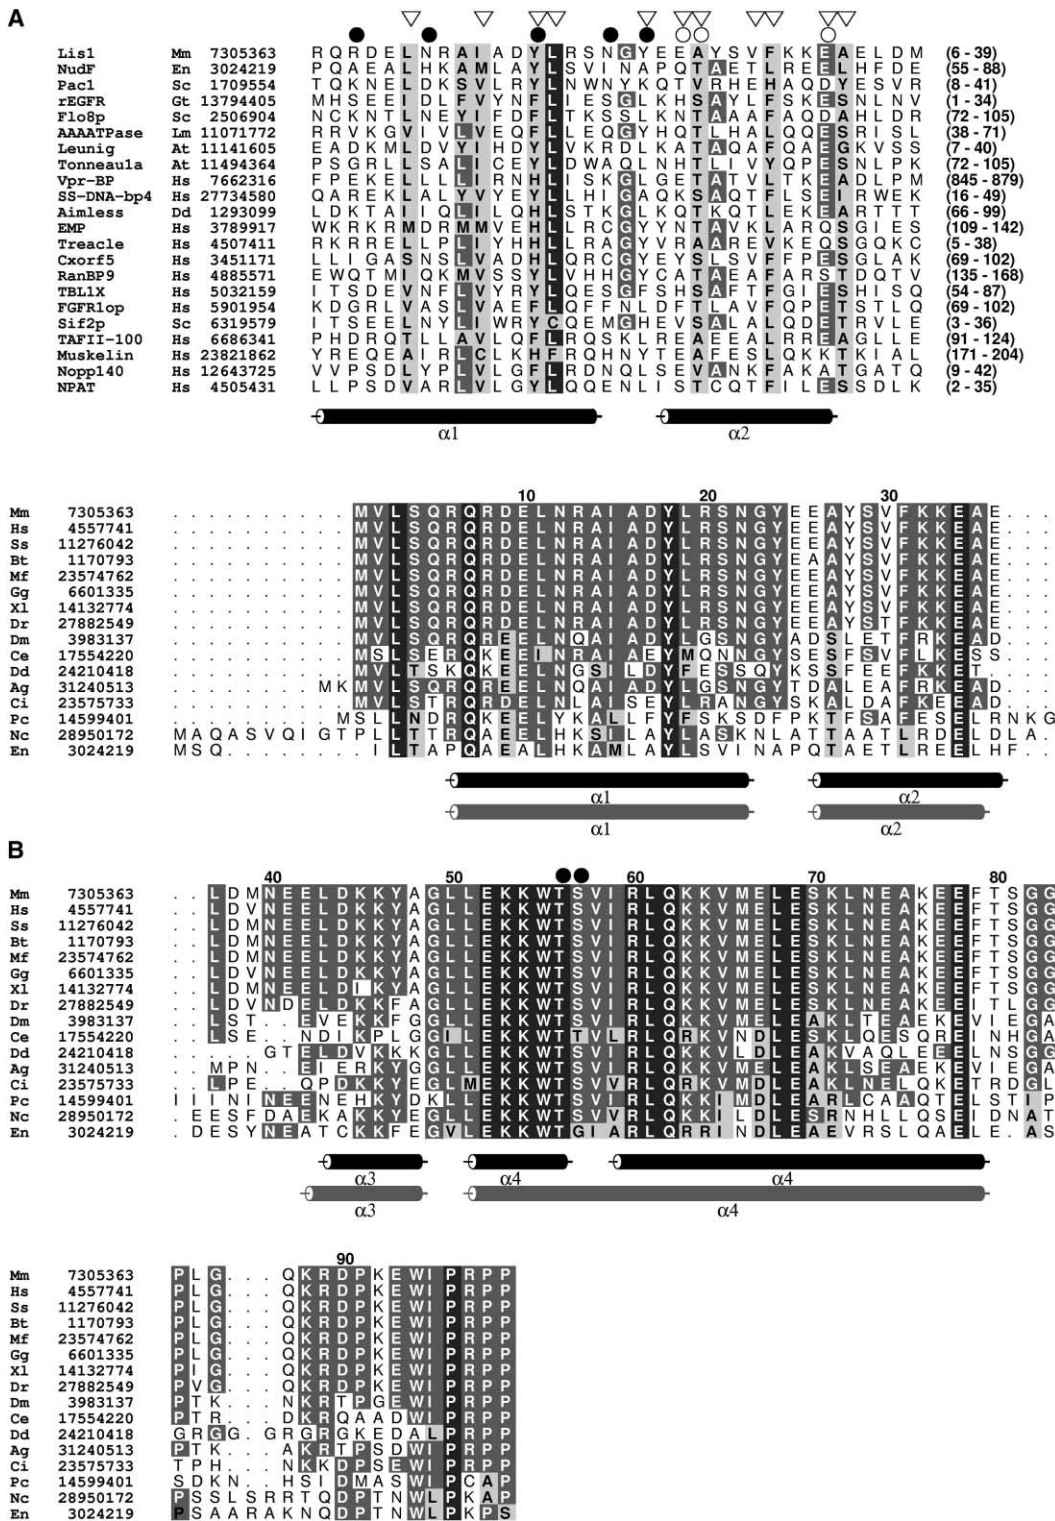 A
Lis1 Mm 7305363 R Q R D E L N R A I A D Y L R S N G Y E E A Y S V F K K E A E L D M (6 - 39)
NudF En 3024219 P Q A E A L H K A M L A Y L S V I N A P Q T A E T L R E E L H F D E (55 - 88)
Pac1 Sc 1709554 T Q K N E L D K S V L R Y L N W N Y K Q T V R H E H A Q D Y E S V R (8 - 41)
rEGFR Gt 13794405 M H S E E I D L F V Y N F L I E S G L K H S A Y L F S K E S N L N V (1 - 34)
Flo8p Sc 2506904 N C K N T L N E Y I F D F L T K S S L K N T A A A F A Q D A H L D R (72 - 105)
AAAATPase Lm 11071772 R R V K G V I V L V E Q F L L E Q G Y H Q T L H A L Q Q E S R I S L (38 - 71)
Leunig At 11141605 E A D K M L D V Y I H D Y L V K R D L K A T A Q A F Q A E G K V S S (7 - 40)
Tonneau1a At 11494364 P S G R L L S A L I C E Y L D W A Q L N H T L I V Y Q P E S N L P K (72 - 105)
Vpr-BP Hs 7662316 F P E K E L L L L I R N H L I S K G L G E T A T V L T K E A D L P M (845 - 879)
SS-DNA-bp4 Hs 27734580 Q A R E K L A L Y V Y E Y L L H I G A Q K S A Q T F L S E I R W E K (16 - 49)
Aimless Dd 1293099 L D K T A I I Q L I L Q H L S T K G L K Q T K Q T L E K E A R T T T (66 - 99)
EMP Hs 3789917 W K R K R M D R M M V E H L L R C G Y Y N T A V K L A R Q S G I E S (109 - 142)
Treacle Hs 4507411 R K R R E L L P L I Y H H L L R A G Y V R A A R E V K E Q S G Q K C (5 - 38)
Cxorf5 Hs 3451171 L L I G A S N S L V A D H L Q R C G Y E Y S L S V F F P E S G L A K (69 - 102)
RanBP9 Hs 4885571 E W Q T M I Q K M V S S Y L V H H G Y C A T A E A F A R S T D Q T V (135 - 168)
TBL1X Hs 5032159 I T S D E V N F L V Y R Y L Q E S G F S H S A F T F G I E S H I S Q (54 - 87)
FGFR1op Hs 5901954 K D G R L V A S L V A E F L Q F F N L D F T L A V F Q P E T S T L Q (69 - 102)
Sif2p Sc 6319579 I T S E E L N Y L I W R Y C Q E M G H E V S A L A L Q D E T R V L E (3 - 36)
TAFII-100 Hs 6686341 P H D R Q T L L A V L Q F L R Q S K L R E A E E A L R R E A G L L E (91 - 124)
Muskelin Hs 23821862 Y R E Q E A I R L C L K H F R Q H N Y T E A F E S L Q K K T K I A L (171 - 204)
Nopp140 Hs 12643725 V V P S D L Y P L V L G F L R D N Q L S E V A N K F A K A T G A T Q (9 - 42)
NPAT Hs 4505431 L L P S D V A R L V L G Y L Q Q E N L I S T C Q T F I L E S S D L K (2 - 35)
α1 α2
10 20 30
Mm 7305363 . . . . . . . . . . M V L S Q R Q R D E L N R A I A D Y L R S N G Y E E A Y S V F K K E A E . . .
Hs 4557741 . . . . . . . . . . M V L S Q R Q R D E L N R A I A D Y L R S N G Y E E A Y S V F K K E A E . . .
Ss 11276042 . . . . . . . . . . M V L S Q R Q R D E L N R A I A D Y L R S N G Y E E A Y S V F K K E A E . . .
Bt 1170793 . . . . . . . . . . M V L S Q R Q R D E L N R A I A D Y L R S N G Y E E A Y S V F K K E A E . . .
Mf 23574762 . . . . . . . . . . M V L S Q R Q R D E L N R A I A D Y L R S N G Y E E A Y S V F K K E A E . . .
Gg 6601335 . . . . . . . . . . M V L S Q R Q R D E L N R A I A D Y L R S N G Y E E A Y S V F K K E A E . . .
Xl 14132774 . . . . . . . . . . M V L S Q R Q R D E L N R A I A D Y L R S N G Y E E A Y S T F K K E A E . . .
Dr 27882549 . . . . . . . . . . M V L S Q R Q R D E L N R A I A D Y L R S N G Y E E A Y S V F K K E A E . . .
Dm 3983137 . . . . . . . . . . M V L S Q R Q R E E L N Q A I A D Y L G S N G Y A D S L E T F R K E A D . . .
Ce 17554220 . . . . . . . . . . M S L S E R Q K E E I N R A I A E Y M Q N N G Y S E S F S V F L K E S S . . .
Dd 24210418 . . . . . . . . . . M V L T S K Q K E E L N G S I L D Y F E S S Q Y K S S F E E F K K E T . . . .
Ag 31240513 . . . . . . . . M K M V L S Q R Q R E E L N Q A I A D Y L G S N G Y T D A L E A F R K E A D . . .
Ci 23575733 . . . . . . . . . . M V L S T R Q R D E L N L A I S E Y L R A N G Y S K A F E T F K K E A D . . .
Pc 14599401 . . . . . . . . . M S L L N D R Q K E E L Y K A L L F Y F S K S D F P K T F S A F E S E L R N K G
Nc 28950172 M A Q A S V Q I G T P L L T T R Q A E E L H K S I L A Y L A S K N L A T T A A T L R D E L D L A .
En 3024219 M S Q . . . . . . . . I L T A P Q A E A L H K A M L A Y L S V I N A P Q T A E T L R E E L H F . .
α1 α2
α1 α2
B
40 50 60 70 80
Mm 7305363 . . L D M N E E L D K K Y A G L L E K K W T S V I R L Q K K V M E L E S K L N E A K E E F T S G G
Hs 4557741 . . L D V N E E L D K K Y A G L L E K K W T S V I R L Q K K V M E L E S K L N E A K E E F T S G G
Ss 11276042 . . L D M N E E L D K K Y A G L L E K K W T S V I R L Q K K V M E L E S K L N E A K E E F T S G G
Bt 1170793 . . L D M N E E L D K K Y A G L L E K K W T S V I R L Q K K V M E L E S K L N E A K E E F T S G G
Mf 23574762 . . L D M N E E L D K K Y A G L L E K K W T S V I R L Q K K V M E L E S K L N E A K E E F T S G G
Gg 6601335 . . L D V N E E L D K K Y A G L L E K K W T S V I R L Q K K V M E L E S K L N E A K E E F T S G G
Xl 14132774 . . L D M N E E L D I K Y A G L L E K K W T S V I R L Q K K V M E L E S K L N E A K E E F T S G G
Dr 27882549 . . L D V N D E L D K K F A G L L E K K W T S V I R L Q K K V M E L E S K L N E A K E E I T L G G
Dm 3983137 . . L S T . . E V E K K F G G L L E K K W T S V I R L Q K K V M E L E A K L T E A E K E V I E G A
Ce 17554220 . . L S E . . N D I K P L G G I L E K K W T T V L R L Q R K V N D L E S K L Q E S Q R E I N H G A
Dd 24210418 . . . . . G T E L D V K K K G L L E K K W T S V I R L Q K K V L D L E A K V A Q L E E E L N S G G
Ag 31240513 . . M P N . . E I E R K Y G G L L E K K W T S V I R L Q K K V M E L E A K L S E A E K E V I E G A
Ci 23575733 . . L P E . . Q P D K K Y E G L M E K K W T S V V R L Q R K V M D L E A K L N E L Q K E T R D G L
Pc 14599401 I I I N I N E E N E H K Y D K L L E K K W T S V I R L Q K K I M D L E A R L C A A Q T E L S T I P
Nc 28950172 . E E S F D A E K A K K Y E G L L E K K W T S V V R L Q K K I L D L E S R N H L L Q S E I D N A T
En 3024219 . D E S Y N E A T C K K F E G V L E K K W T G I A R L Q R R I N D L E A E V R S L Q A E L E . A S
α3 α4 α4
α3 α4
90
Mm 7305363 P L G . . . Q K R D P K E W I P R P P
Hs 4557741 P L G . . . Q K R D P K E W I P R P P
Ss 11276042 P L G . . . Q K R D P K E W I P R P P
Bt 1170793 P L G . . . Q K R D P K E W I P R P P
Mf 23574762 P L G . . . Q K R D P K E W I P R P P
Gg 6601335 P L G . . . Q K R D P K E W I P R P P
Xl 14132774 P I G . . . Q K R D P K E W I P R P P
Dr 27882549 P V G . . . Q K R D P K E W I P R P P
Dm 3983137 P T K . . . N K R T P G E W I P R P P
Ce 17554220 P T R . . . D K R Q A A D W I P R P P
Dd 24210418 G R G G . G R G R G K E D A L P R P P
Ag 31240513 P T K . . . A K R T P S D W I P R P P
Ci 23575733 T P H . . . N K K D P S E W I P R P P
Pc 14599401 S D K N . . H S I D M A S W I P C A P
Nc 28950172 P S S L S R R T Q D P T N W L P K A P
En 3024219 P S A A R A K N Q D P T N W L P K P S